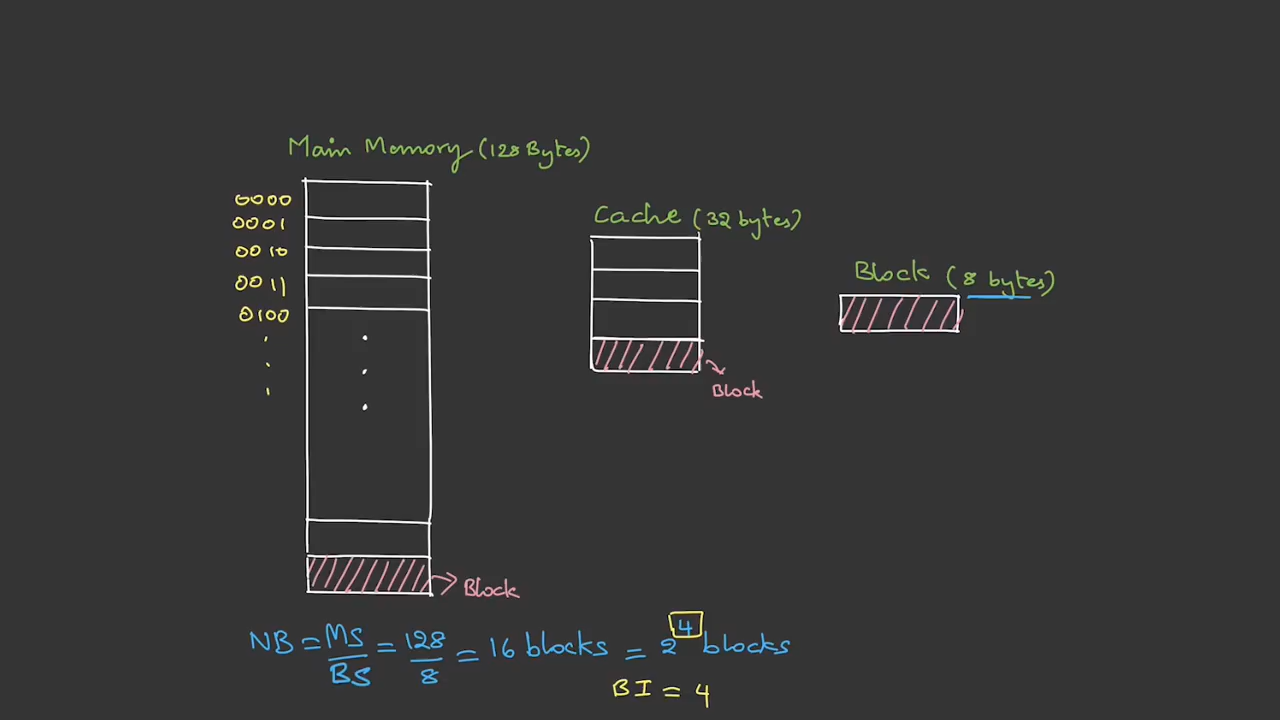 Main Memory (128 Bytes)
0000
0001
0010
0011
0100
Cache (32 bytes)
Block
Block (8 bytes)
Block
NB = MS/BS = 128/8 = 16 blocks = 2^4 blocks
BI = 4